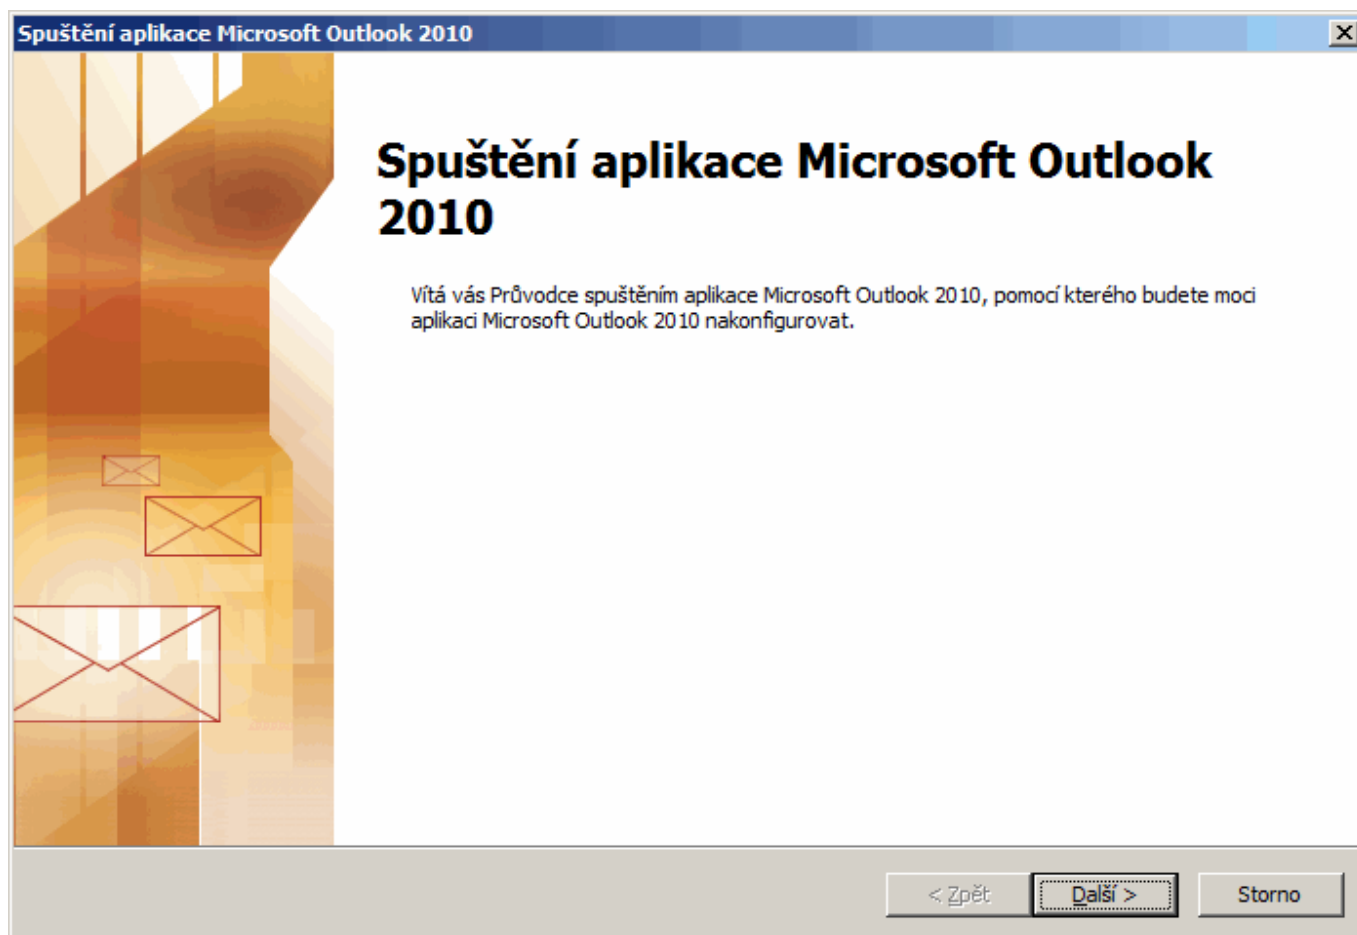 Spuštění aplikace Microsoft Outlook 2010
Spuštění aplikace Microsoft Outlook
2010
Vítá vás Průvodce spuštěním aplikace Microsoft Outlook 2010, pomocí kterého budete moci
aplikaci Microsoft Outlook 2010 nakonfigurovat.
< Zpět
Další >
Storno